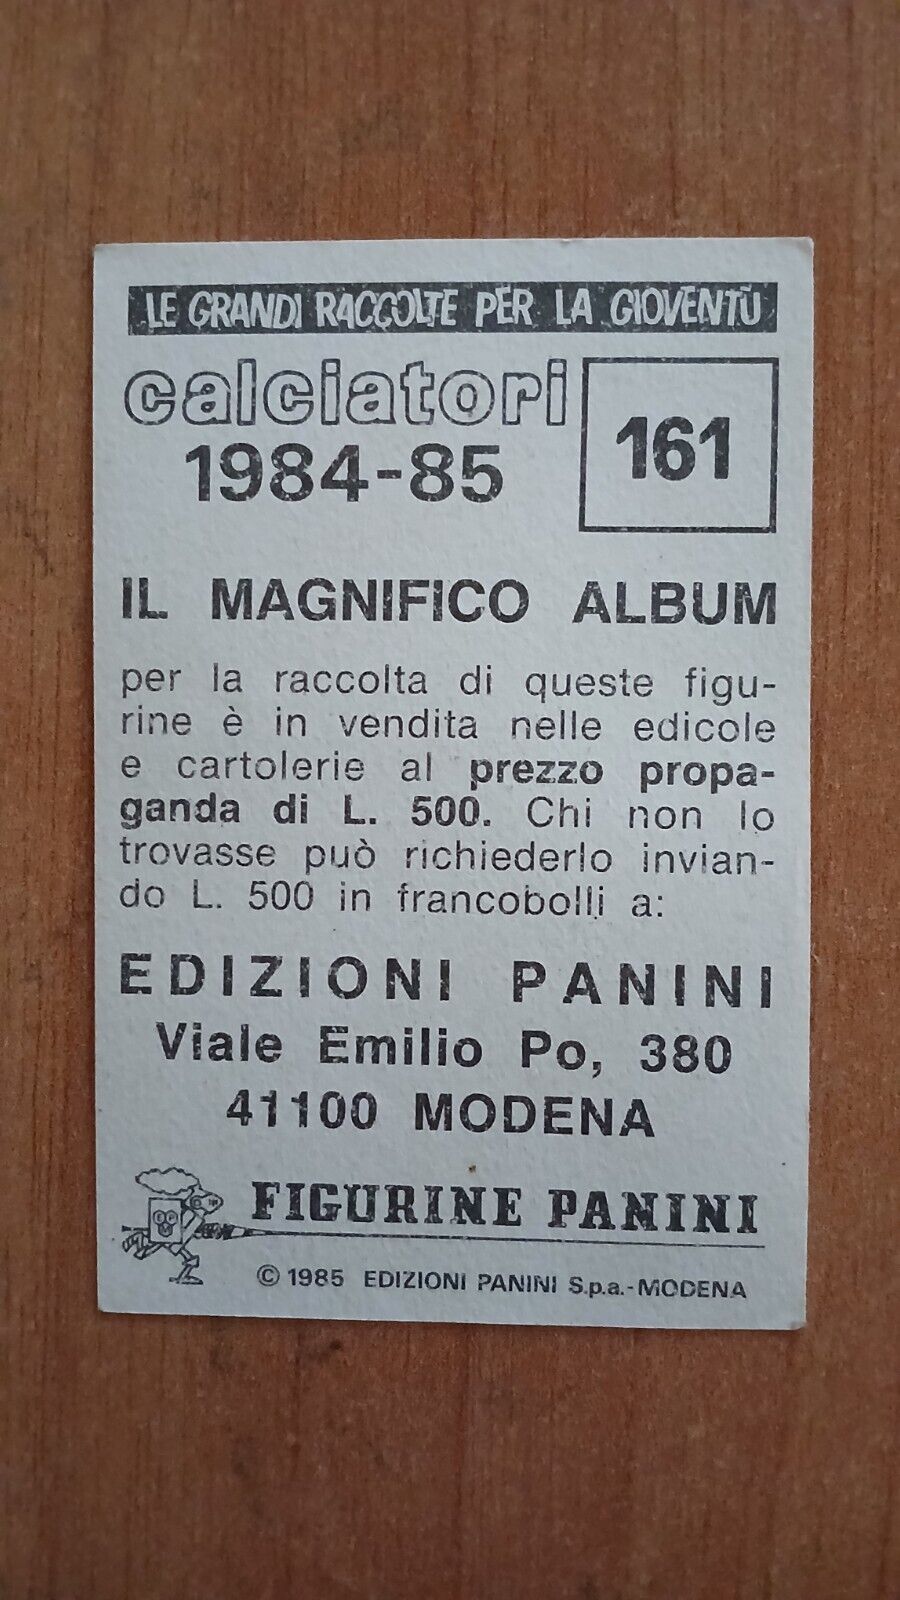 LE GRANDI RACCOLTE PER LA GIOVENTÙ
calciatori
1984-85
161
IL MAGNIFICO ALBUM
per la raccolta di queste figu-
rine è in vendita nelle edicole
e cartolerie al prezzo propa-
ganda di L. 500. Chi non lo
trovasse può richiederlo invian-
do L. 500 in francobolli a:
EDIZIONI PANINI
Viale Emilio Po, 380
41100 MODENA
FIGURINE PANINI
© 1985 EDIZIONI PANINI S.p.a.-MODENA